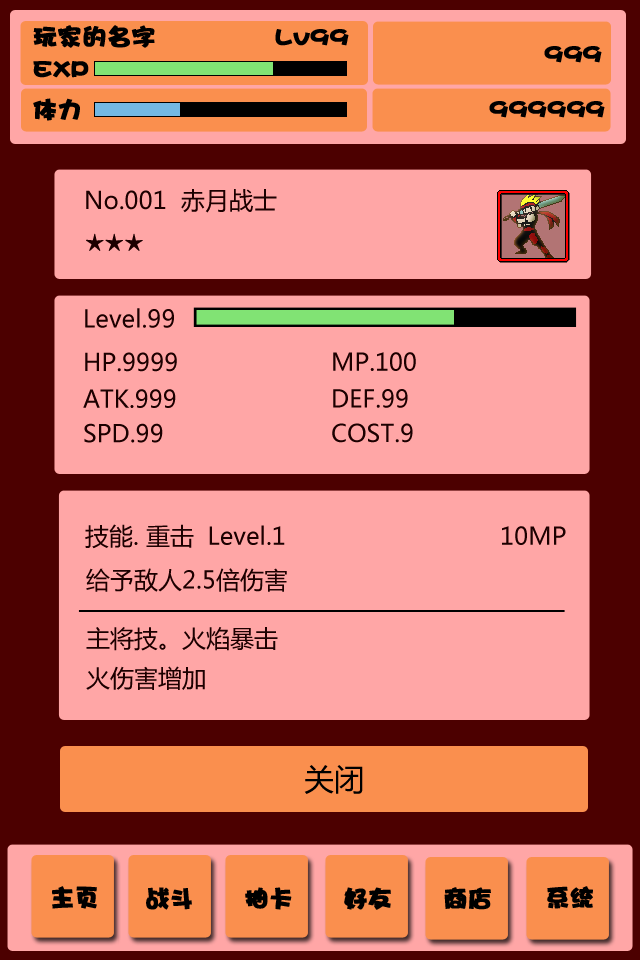 玩家的名字 Lv99
999
EXP
体力
999999
No.001 赤月战士
★★★
Level.99
HP.9999 MP.100
ATK.999 DEF.99
SPD.99 COST.9
技能. 重击 Level.1 10MP
给予敌人2.5倍伤害
主将技。火焰暴击
火伤害增加
关闭
主页 战斗 抽卡 好友 商店 系统